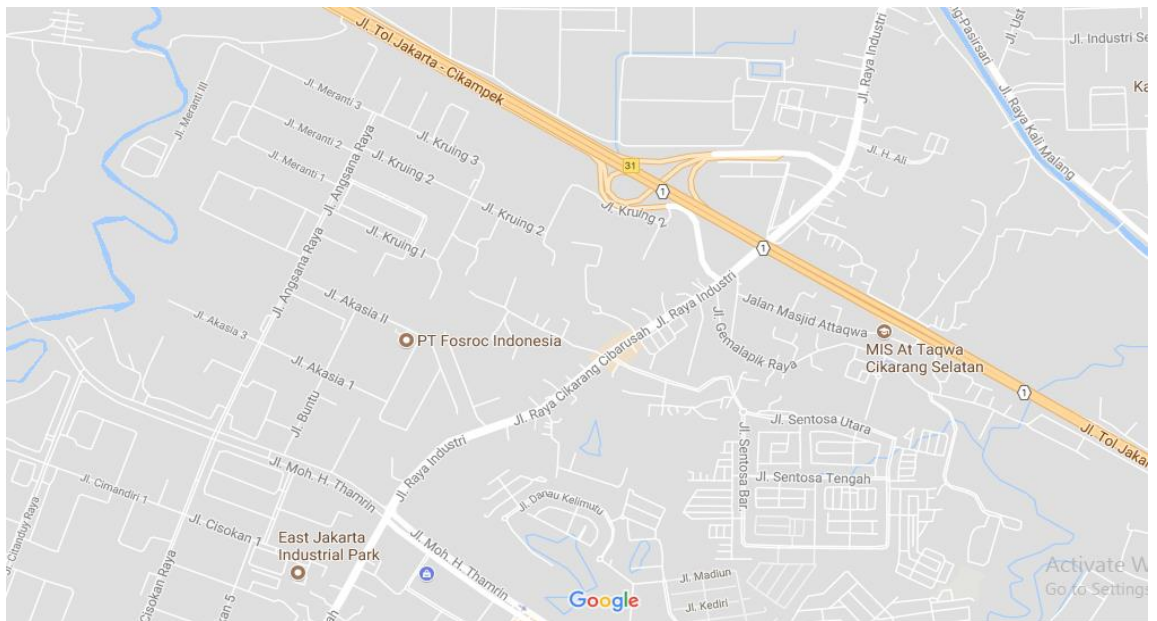 Jl. Tol Jakarta - Cikampek
Jl. Raya Industri
Jl. Ust
Jl. Industri Se
Jl. Raya Kali Malang
Jl. Meranti III
Jl. Meranti 3
Jl. Meranti 2
Jl. Meranti 1
Jl. Angsana Raya
Jl. Kruing 3
Jl. Kruing 2
Jl. Kruing 2
Jl. Kruing 2
Jl. Kruing I
31
1
Jl. H. Ali
1
Jl. Angsana Raya
Jl. Akasia II
Jl. Akasia 3
Jl. Akasia 1
PT Fosroc Indonesia
Jl. Raya Industri
Jalan Masjid Attaqwa
Jl. Gemalapik Raya
MIS At Taqwa
Cikarang Selatan
1
Jl. Tol Jaka
Jl. Raya Cikarang Cibarusah
Jl. Buntu
Jl. Raya Industri
Jl. Sentosa Utara
Jl. Sentosa Bar.
Jl. Sentosa Tengah
Jl. Moh. H. Thamrin
Jl. Cimandiri 1
Jl. Cisokan 1
Jl. Citanduy Raya
Cisokan Raya
kan 5
East Jakarta
Industrial Park
Jl. Moh. H. Thamrin
Jl. Danau Kelimutu
Jl. Madiun
Jl. Kediri
ah
Google
Activate W
Go to Settings